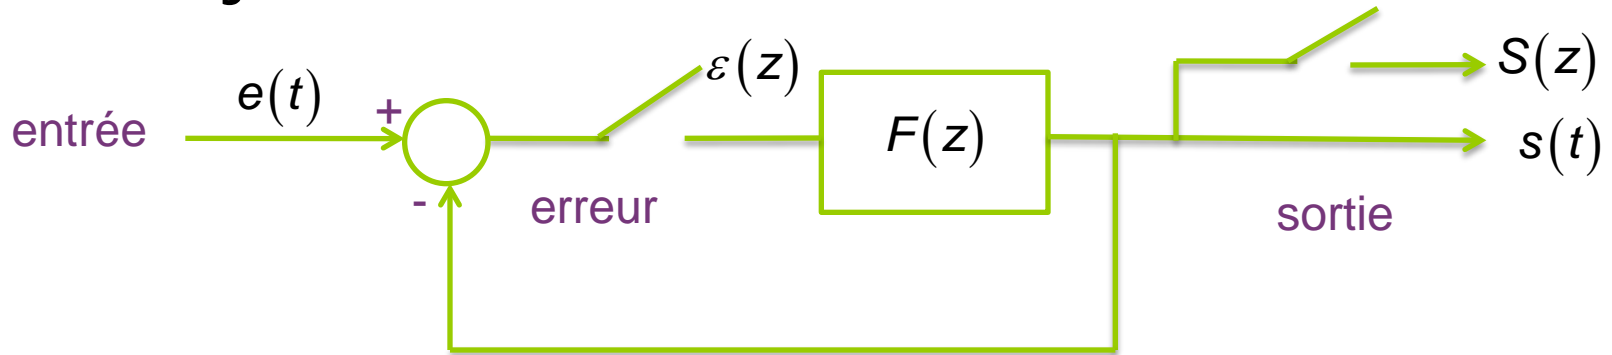 entrée
e(t)
+
-
erreur
ε(z)
F(z)
S(z)
s(t)
sortie